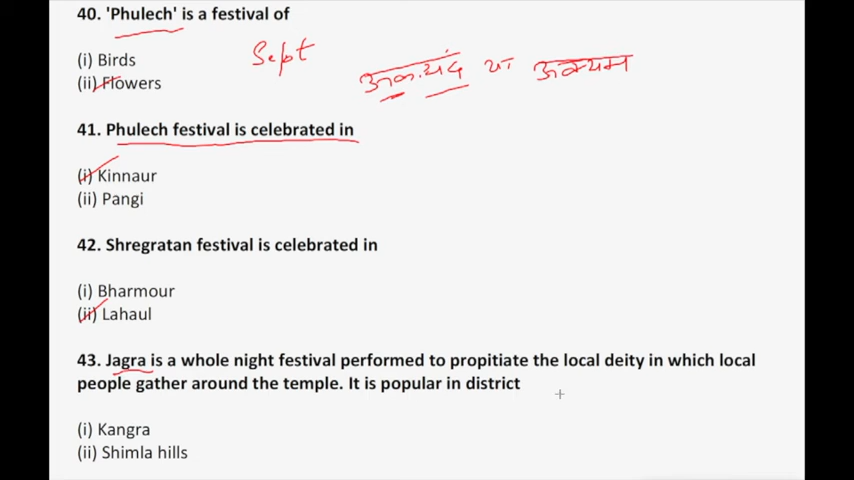 40. 'Phulech' is a festival of
(i) Birds
Sept
(ii) Flowers
या
41. Phulech festival is celebrated in
(i) Kinnaur
(ii) Pangi
42. Shregratan festival is celebrated in
(i) Bharmour
(ii) Lahaul
43. Jagra is a whole night festival performed to propitiate the local deity in which local
people gather around the temple. It is popular in district
(i) Kangra
(ii) Shimla hills